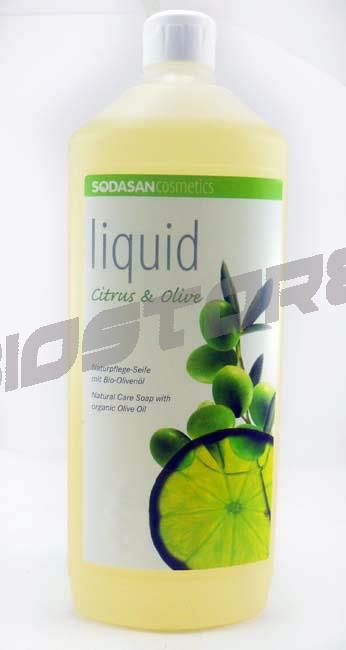 SODASANcosmetics
liquid
Citrus & Olive
BIOSTORE
Naturpflege-Seife
mit Bio-Olivenöl
Natural Care Soap with
organic Olive Oil